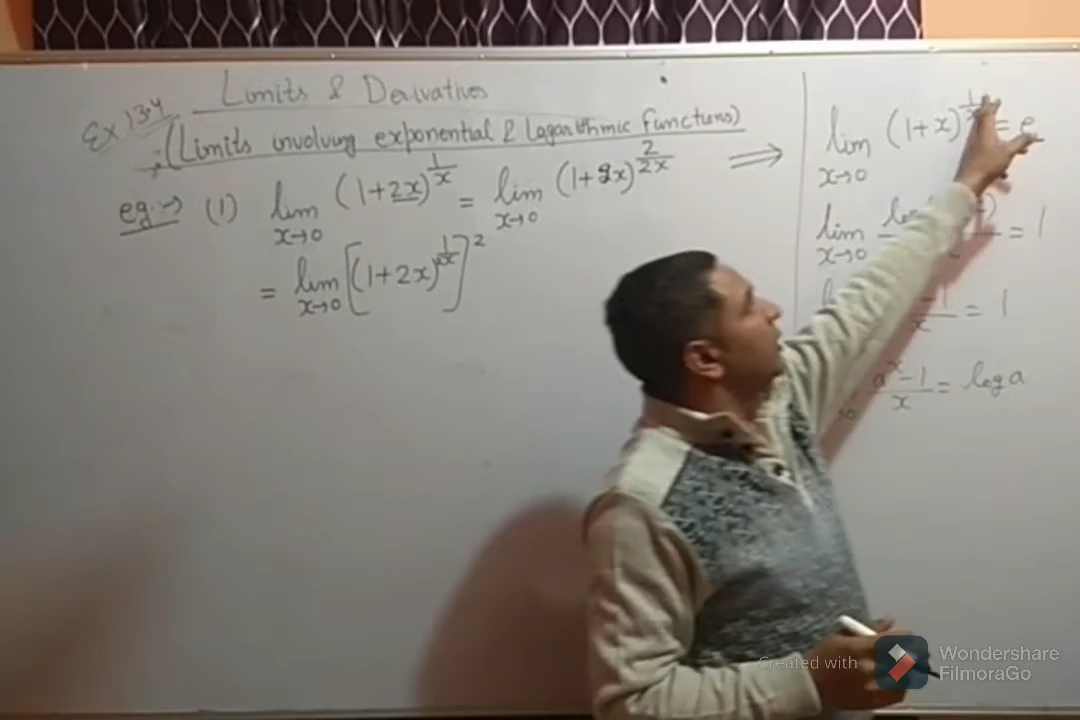 Ex 13.4
Limits & Derivatives
(Limits involving exponential & Logarithmic functions)
eg:→ (1) lim x→0 (1+2x)^(1/x) = lim x→0 (1+2x)^(2/2x) ⇒
= lim x→0 [(1+2x)^(1/2x)]^2
lim x→0 (1+x)^(1/x) = e
lim x→0 = 1
-1/x = 1
a^x-1/x = log a
Created with
Wondershare
FilmoraGo